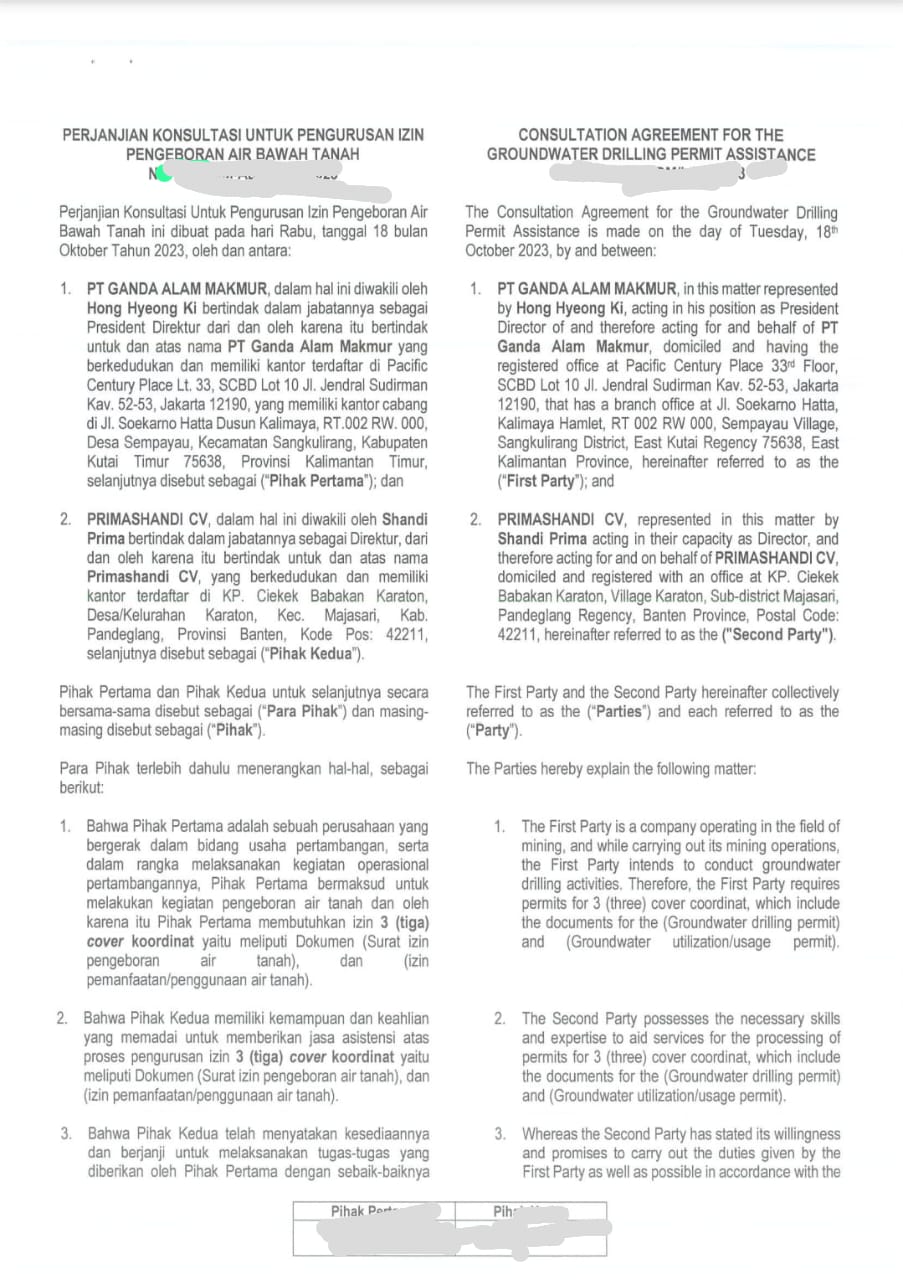 PERJANJIAN KONSULTASI UNTUK PENGURUSAN IZIN
PENGEBORAN AIR BAWAH TANAH
Perjanjian Konsultasi Untuk Pengurusan Izin Pengeboran Air
Bawah Tanah ini dibuat pada hari Rabu, tanggal 18 bulan
Oktober Tahun 2023, oleh dan antara:
1. PT GANDA ALAM MAKMUR, dalam hal ini diwakili oleh
Hong Hyeong Ki bertindak dalam jabatannya sebagai
President Direktur dari dan oleh karena itu bertindak
untuk dan atas nama PT Ganda Alam Makmur yang
berkedudukan dan memiliki kantor terdaftar di Pacific
Century Place Lt. 33, SCBD Lot 10 Jl. Jendral Sudirman
Kav. 52-53, Jakarta 12190, yang memiliki kantor cabang
di Jl. Soekarno Hatta Dusun Kalimaya, RT.002 RW. 000,
Desa Sempayau, Kecamatan Sangkulirang, Kabupaten
Kutai Timur 75638, Provinsi Kalimantan Timur,
selanjutnya disebut sebagai (“Pihak Pertama”); dan
2. PRIMASHANDI CV, dalam hal ini diwakili oleh Shandi
Prima bertindak dalam jabatannya sebagai Direktur, dari
dan oleh karena itu bertindak untuk dan atas nama
Primashandi CV, yang berkedudukan dan memiliki
kantor terdaftar di KP. Ciekek Babakan Karaton,
Desa/Kelurahan Karaton, Kec. Majasari, Kab.
Pandeglang, Provinsi Banten, Kode Pos: 42211,
selanjutnya disebut sebagai (“Pihak Kedua”).
Pihak Pertama dan Pihak Kedua untuk selanjutnya secara
bersama-sama disebut sebagai (“Para Pihak”) dan masing-
masing disebut sebagai (“Pihak”).
Para Pihak terlebih dahulu menerangkan hal-hal, sebagai
berikut:
1. Bahwa Pihak Pertama adalah sebuah perusahaan yang
bergerak dalam bidang usaha pertambangan, serta
dalam rangka melaksanakan kegiatan operasional
pertambangannya, Pihak Pertama bermaksud untuk
melakukan kegiatan pengeboran air tanah dan oleh
karena itu Pihak Pertama membutuhkan izin 3 (tiga)
cover koordinat yaitu meliputi Dokumen (Surat izin
pengeboran air tanah), dan (izin
pemanfaatan/penggunaan air tanah).
2. Bahwa Pihak Kedua memiliki kemampuan dan keahlian
yang memadai untuk memberikan jasa asistensi atas
proses pengurusan izin 3 (tiga) cover koordinat yaitu
meliputi Dokumen (Surat izin pengeboran air tanah), dan
(izin pemanfaatan/penggunaan air tanah).
3. Bahwa Pihak Kedua telah menyatakan kesediaannya
dan berjanji untuk melaksanakan tugas-tugas yang
diberikan oleh Pihak Pertama dengan sebaik-baiknya
CONSULTATION AGREEMENT FOR THE
GROUNDWATER DRILLING PERMIT ASSISTANCE
The Consultation Agreement for the Groundwater Drilling
Permit Assistance is made on the day of Tuesday, 18th
October 2023, by and between:
1. PT GANDA ALAM MAKMUR, in this matter represented
by Hong Hyeong Ki, acting in his position as President
Director of and therefore acting for and behalf of PT
Ganda Alam Makmur, domiciled and having the
registered office at Pacific Century Place 33rd Floor,
SCBD Lot 10 Jl. Jendral Sudirman Kav. 52-53, Jakarta
12190, that has a branch office at Jl. Soekarno Hatta,
Kalimaya Hamlet, RT 002 RW 000, Sempayau Village,
Sangkulirang District, East Kutai Regency 75638, East
Kalimantan Province, hereinafter referred to as the
(“First Party”); and
2. PRIMASHANDI CV, represented in this matter by
Shandi Prima acting in their capacity as Director, and
therefore acting for and on behalf of PRIMASHANDI CV,
domiciled and registered with an office at KP. Ciekek
Babakan Karaton, Village Karaton, Sub-district Majasari,
Pandeglang Regency, Banten Province, Postal Code:
42211, hereinafter referred to as the ("Second Party").
The First Party and the Second Party hereinafter collectively
referred to as the (“Parties”) and each referred to as the
(“Party”).
The Parties hereby explain the following matter:
1. The First Party is a company operating in the field of
mining, and while carrying out its mining operations,
the First Party intends to conduct groundwater
drilling activities. Therefore, the First Party requires
permits for 3 (three) cover coordinat, which include
the documents for the (Groundwater drilling permit)
and (Groundwater utilization/usage permit).
2. The Second Party possesses the necessary skills
and expertise to aid services for the processing of
permits for 3 (three) cover coordinat, which include
the documents for the (Groundwater drilling permit)
and (Groundwater utilization/usage permit).
3. Whereas the Second Party has stated its willingness
and promises to carry out the duties given by the
First Party as well as possible in accordance with the
Pihak